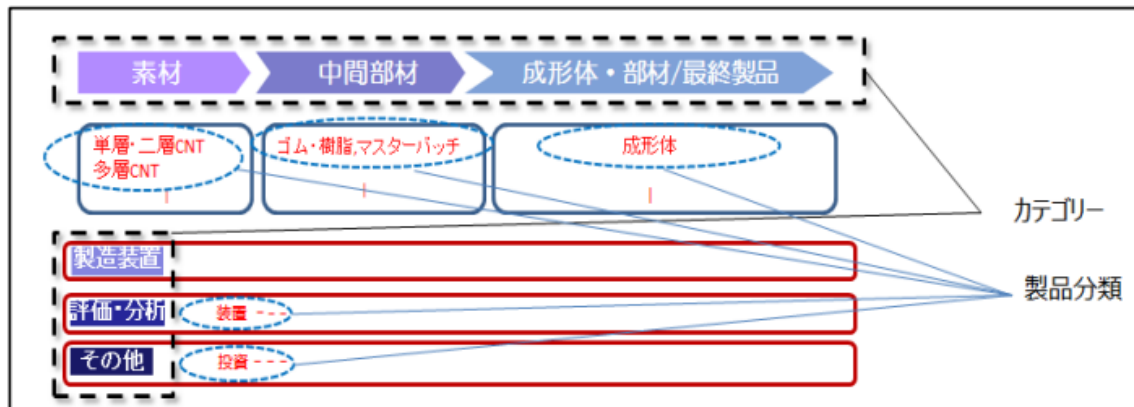 素材
中間部材
成形体・部材/最終製品
単層・二層CNT
多層CNT
ゴム・樹脂,マスターバッチ
成形体
カテゴリー
製造装置
製品分類
評価・分析
装置
その他
投資